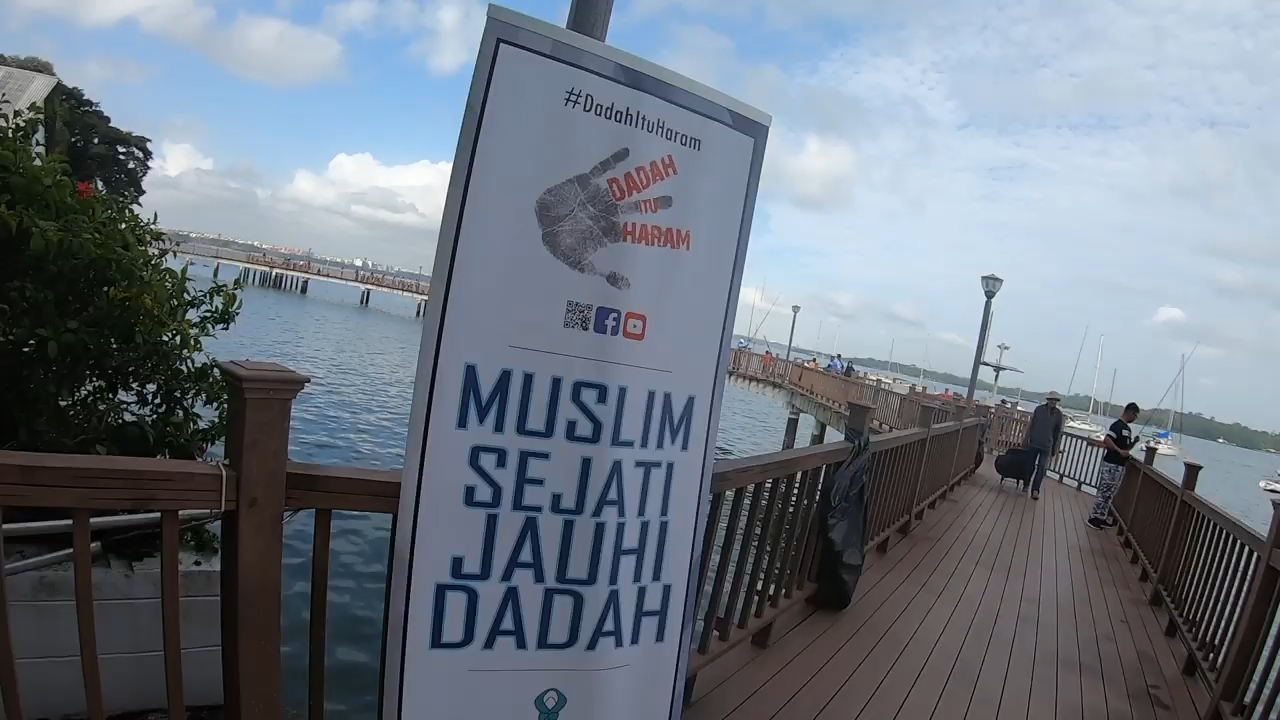 #DadahItuHaram
DADAH
ITU
HARAM
MUSLIM
SEJATI
JAUHI
DADAH